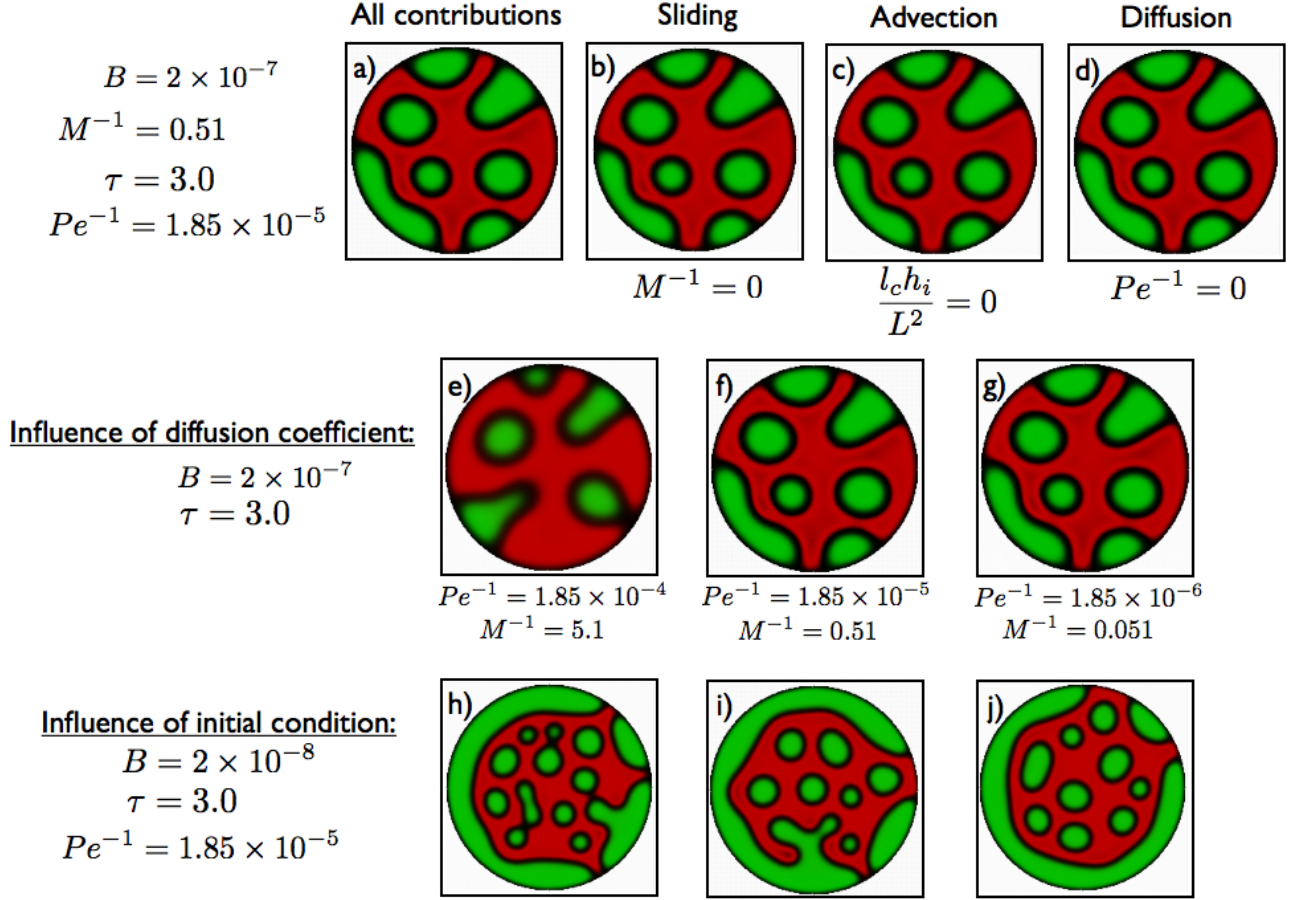 All contributions Sliding Advection Diffusion
a) b) c) d)
B = 2 × 10⁻⁷
M⁻¹ = 0.51
τ = 3.0
Pe⁻¹ = 1.85 × 10⁻⁵
M⁻¹ = 0
l_c h_i / L² = 0
Pe⁻¹ = 0
e) f) g)
Influence of diffusion coefficient:
B = 2 × 10⁻⁷
τ = 3.0
Pe⁻¹ = 1.85 × 10⁻⁴ Pe⁻¹ = 1.85 × 10⁻⁵ Pe⁻¹ = 1.85 × 10⁻⁶
M⁻¹ = 5.1 M⁻¹ = 0.51 M⁻¹ = 0.051
h) i) j)
Influence of initial condition:
B = 2 × 10⁻⁸
τ = 3.0
Pe⁻¹ = 1.85 × 10⁻⁵